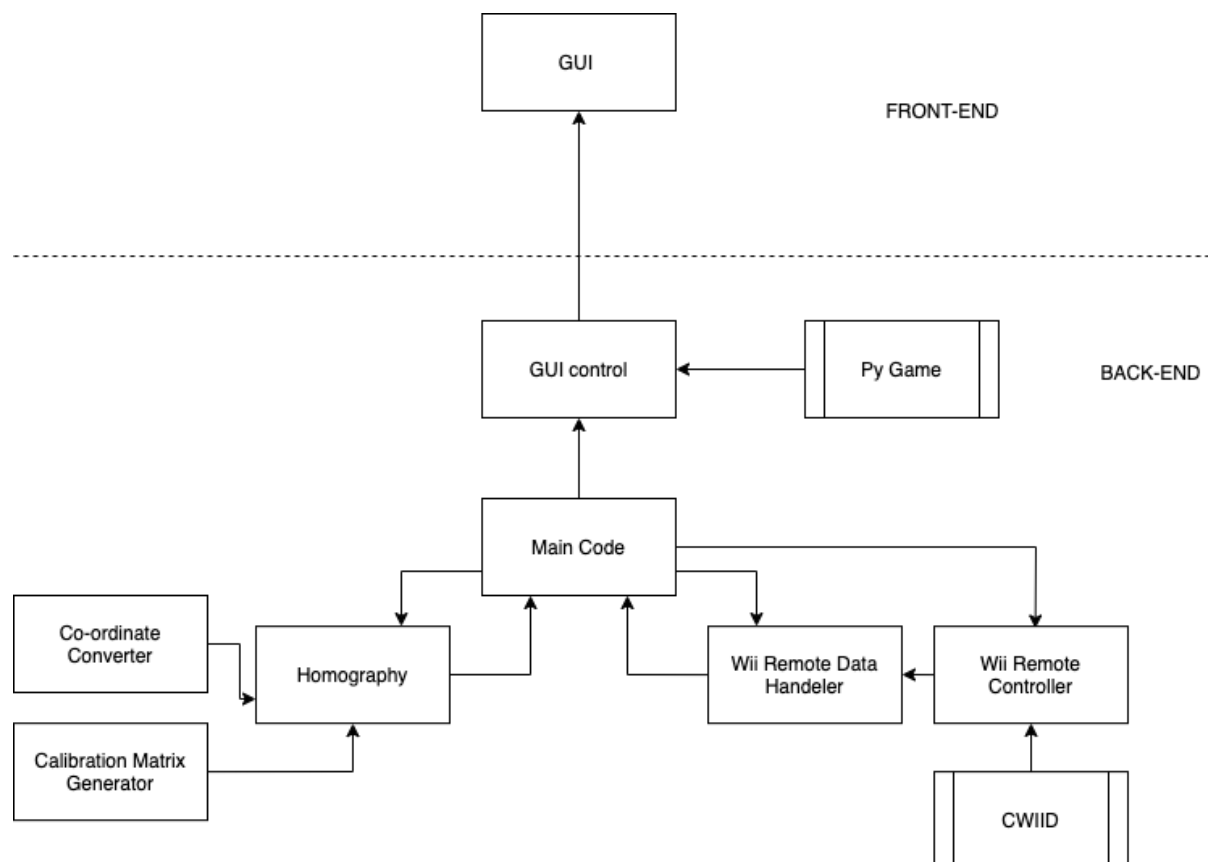 GUI
FRONT-END
GUI control
Py Game
BACK-END
Main Code
Co-ordinate
Converter
Homography
Wii Remote Data
Handeler
Wii Remote
Controller
Calibration Matrix
Generator
CWIID